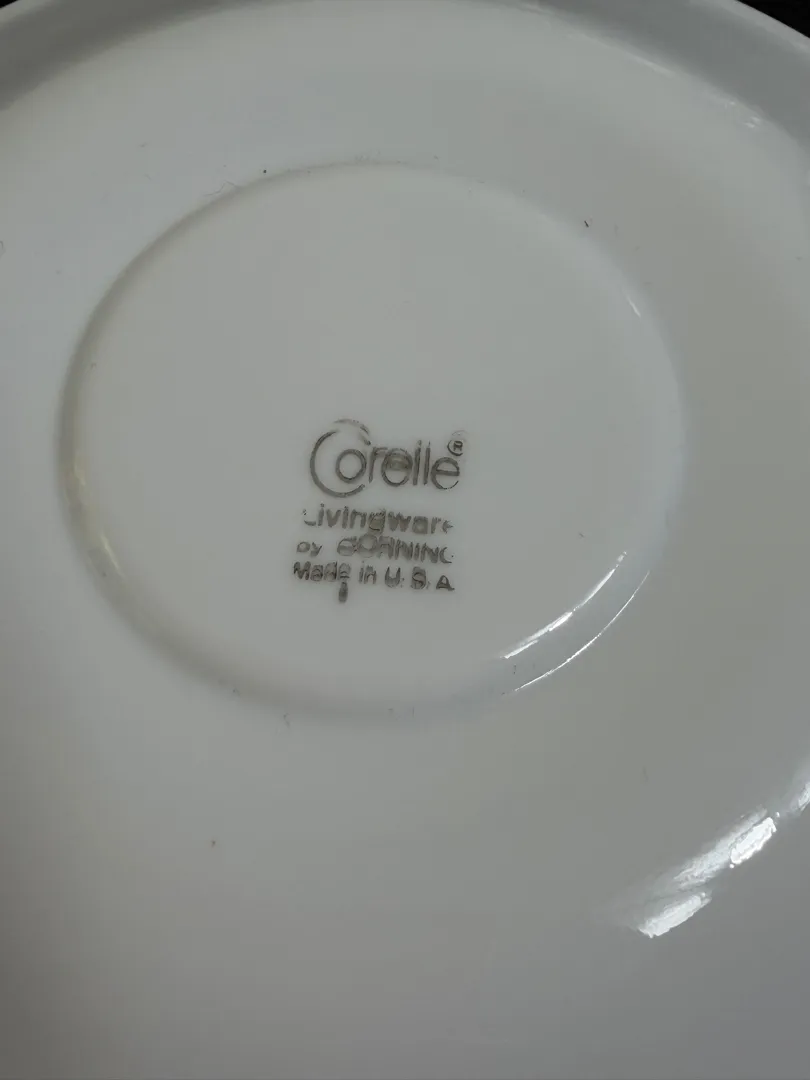 Corelle®
Livingware
by CORNING
Made in U.S.A